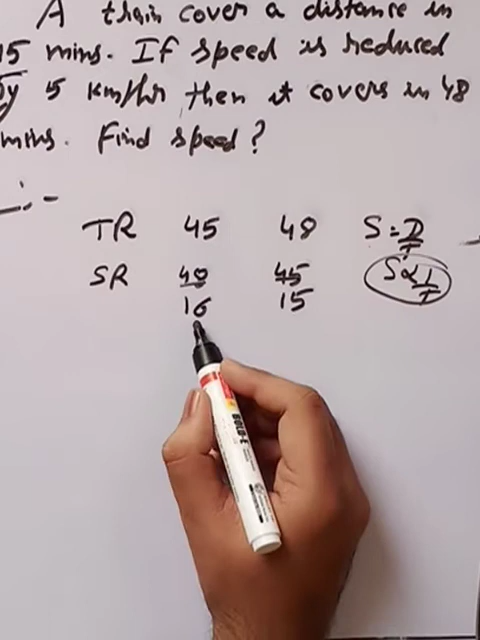 A train cover a distance in
45 mins. If speed is reduced
by 5 km/hr then it covers in 48
mins. Find speed?
:-
TR 45 48 S = D/T
SR 48 45 S ∝ 1/T
16 15
BOLD-E